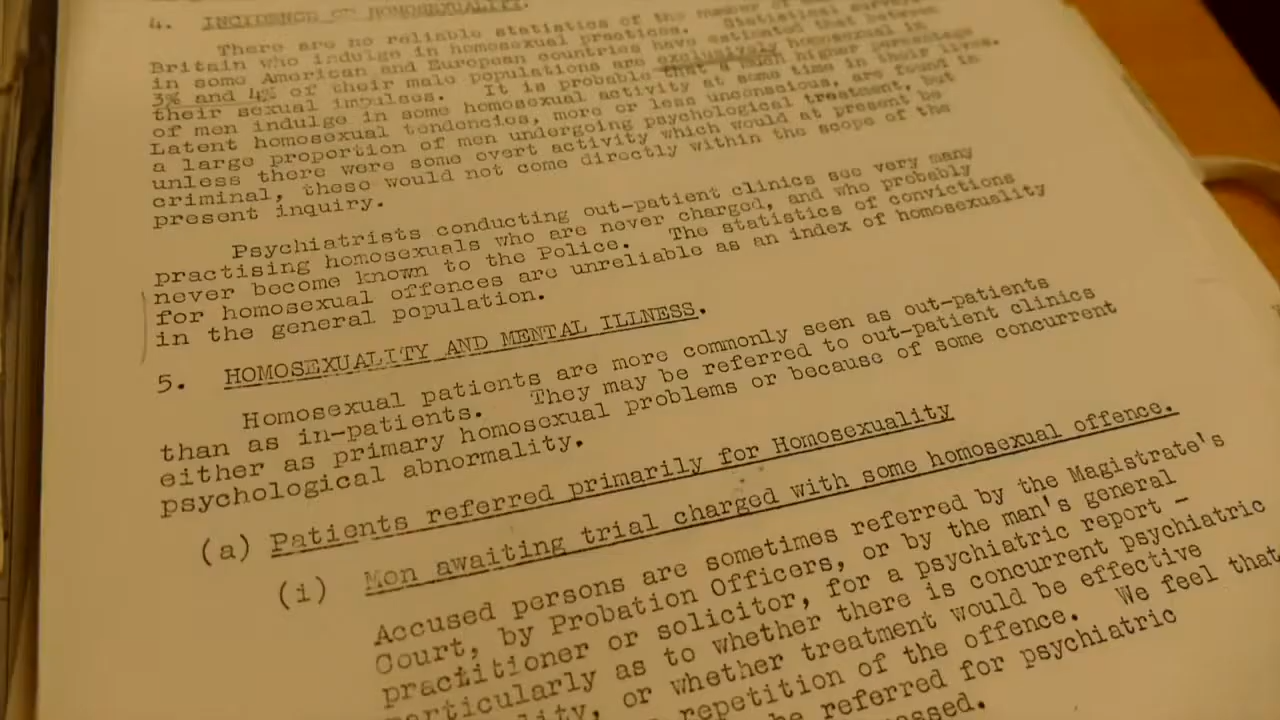 4. INCIDENCE OF HOMOSEXUALITY.
There are no reliable statistics of the number of
Britain who indulge in homosexual practices. Statistical surveys
in some American and European countries have estimated that between
3% and 4% of their male populations are exclusively homosexual in
their sexual impulses. It is probable that a much higher percentage
of men indulge in some homosexual activity at some time in their lives.
Latent homosexual tendencies, more or less unconscious, are found in
a large proportion of men undergoing psychological treatment, but
unless there were some overt activity which would at present be
criminal, these would not come directly within the scope of the
present inquiry.
Psychiatrists conducting out-patient clinics see very many
practising homosexuals who are never charged, and who probably
never become known to the Police. The statistics of convictions
for homosexual offences are unreliable as an index of homosexuality
in the general population.
5. HOMOSEXUALITY AND MENTAL ILLNESS.
Homosexual patients are more commonly seen as out-patients
than as in-patients. They may be referred to out-patient clinics
either as primary homosexual problems or because of some concurrent
psychological abnormality.
(a) Patients referred primarily for Homosexuality
(i) Men awaiting trial charged with some homosexual offence.
Accused persons are sometimes referred by the Magistrate's
Court, by Probation Officers, or by the man's general
practitioner or solicitor, for a psychiatric report -
particularly as to whether there is concurrent psychiatric
lity, or whether treatment would be effective
repetition of the offence. We feel that
be referred for psychiatric
essed.